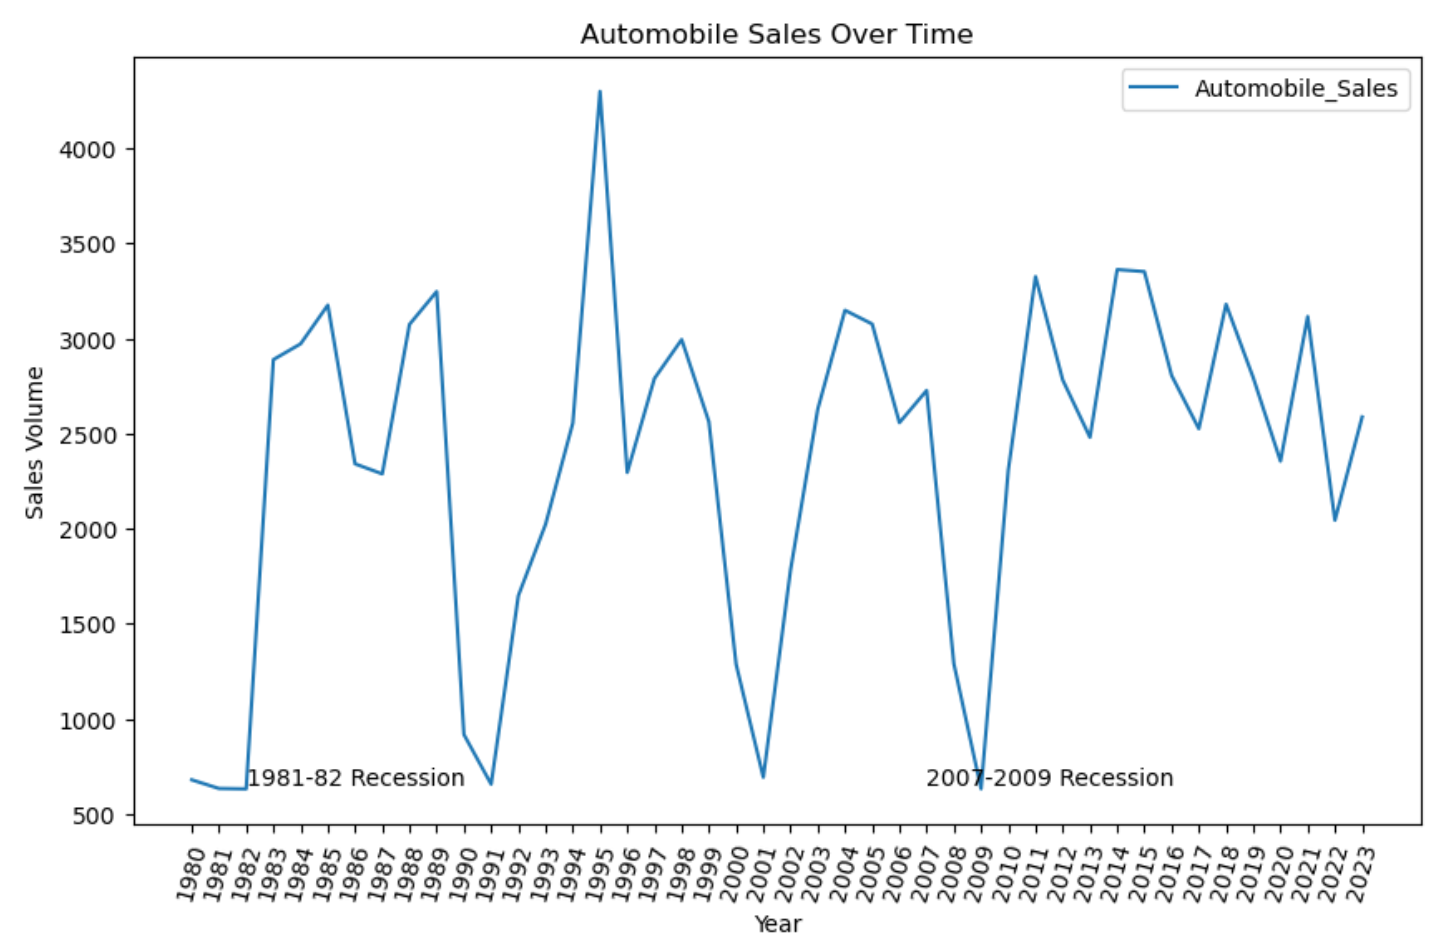 Automobile Sales Over Time
Automobile_Sales
4000
3500
3000
2500
2000
1500
1000
500
Sales Volume
1981-82 Recession
2007-2009 Recession
1980 1981 1982 1983 1984 1985 1986 1987 1988 1989 1990 1991 1992 1993 1994 1995 1996 1997 1998 1999 2000 2001 2002 2003 2004 2005 2006 2007 2008 2009 2010 2011 2012 2013 2014 2015 2016 2017 2018 2019 2020 2021 2022 2023
Year